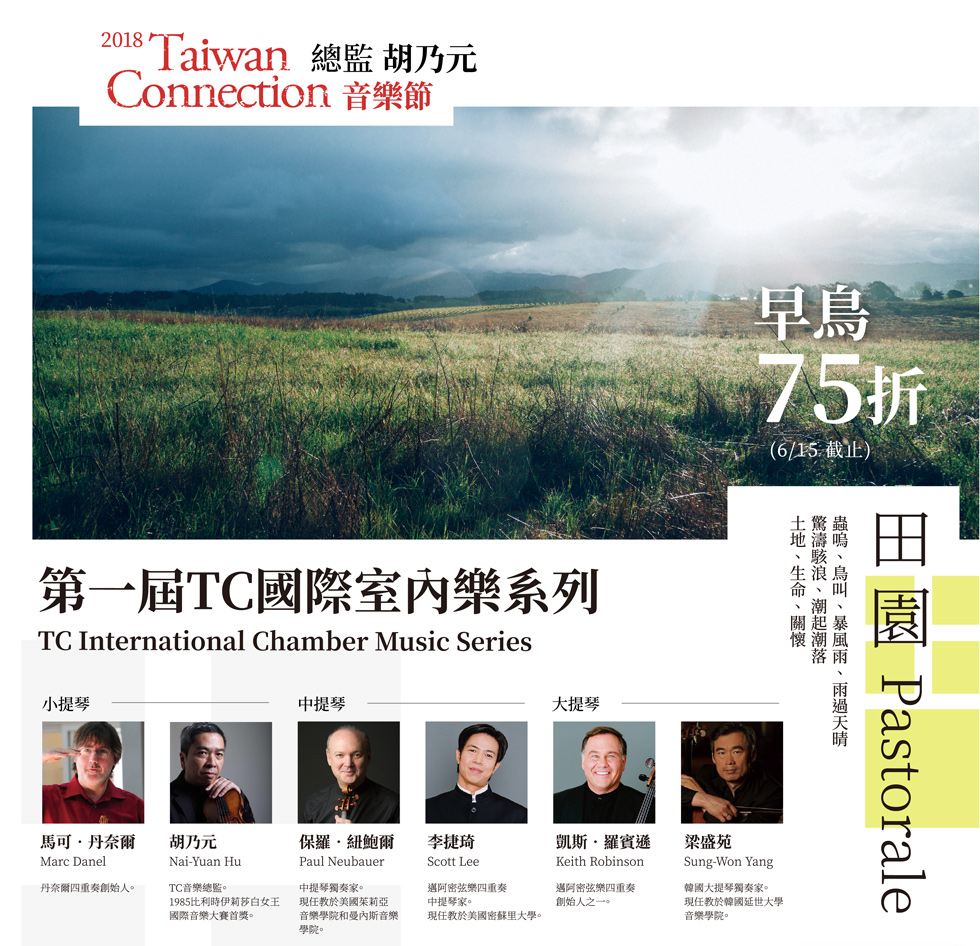 2018 Taiwan Connection 音樂節
總監 胡乃元
早鳥
75折
(6/15 截止)
田園 Pastorale
蟲鳴、鳥叫、暴風雨、雨過天晴
驚濤駭浪、潮起潮落
土地、生命、關懷
第一屆TC國際室內樂系列
TC International Chamber Music Series
小提琴
馬可‧丹奈爾
Marc Danel
丹奈爾四重奏創始人。
胡乃元
Nai-Yuan Hu
TC音樂總監。
1985比利時伊莉莎白女王
國際音樂大賽首獎。
中提琴
保羅‧紐鮑爾
Paul Neubauer
中提琴獨奏家。
現任教於美國茱莉亞
音樂學院和曼內斯音樂
學院。
李捷琦
Scott Lee
邁阿密弦樂四重奏
中提琴家。
現任教於美國密蘇里大學。
大提琴
凱斯‧羅賓遜
Keith Robinson
邁阿密弦樂四重奏
創始人之一。
梁盛苑
Sung-Won Yang
韓國大提琴獨奏家。
現任教於韓國延世大學
音樂學院。